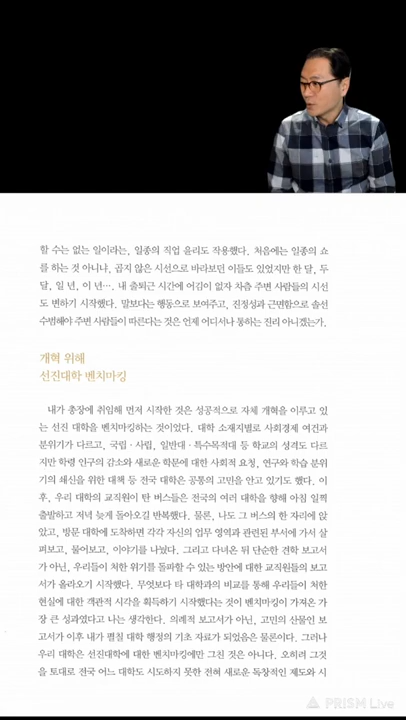 할 수는 없는 일이라는, 일종의 직업 윤리도 작용했다. 처음에는 일종의 쇼
를 하는 것 아니냐, 곱지 않은 시선으로 바라보던 이들도 있었지만 한 달, 두
달, 일 년, 이 년…. 내 출퇴근 시간에 어김이 없자 차츰 주변 사람들의 시선
도 변하기 시작했다. 말보다는 행동으로 보여주고, 진정성과 근면함으로 솔선
수범해야 주변 사람들이 따른다는 것은 언제 어디서나 통하는 진리 아니겠는가.
개혁 위해
선진대학 벤치마킹
내가 총장에 취임해 먼저 시작한 것은 성공적으로 자체 개혁을 이루고 있
는 선진 대학을 벤치마킹하는 것이었다. 대학 소재지별로 사회경제 여건과
분위기가 다르고, 국립·사립, 일반대·특수목적대 등 학교의 성격도 다르
지만 학령 인구의 감소와 새로운 학문에 대한 사회적 요청, 연구와 학습 분위
기의 쇄신을 위한 대책 등 전국 대학은 공통의 고민을 안고 있기도 했다. 이
후, 우리 대학의 교직원이 탄 버스들은 전국의 여러 대학을 향해 아침 일찍
출발하고 저녁 늦게 돌아오길 반복했다. 물론, 나도 그 버스의 한 자리에 앉
았고, 방문 대학에 도착하면 각각 자신의 업무 영역과 관련된 부서에 가서 살
펴보고, 물어보고, 이야기를 나눴다. 그리고 다녀온 뒤 단순한 견학 보고서
가 아닌, 우리들이 처한 위기를 돌파할 수 있는 방안에 대한 교직원들의 보고
서가 올라오기 시작했다. 무엇보다 타 대학과의 비교를 통해 우리들이 처한
현실에 대한 객관적 시각을 획득하기 시작했다는 것이 벤치마킹이 가져온 가
장 큰 성과였다고 나는 생각한다. 의례적 보고서가 아닌, 고민의 산물인 보
고서가 이후 내가 펼칠 대학 행정의 기초 자료가 되었음은 물론이다. 그러나
우리 대학은 선진대학에 대한 벤치마킹에만 그친 것은 아니다. 오히려 그것
을 토대로 전국 어느 대학도 시도하지 못한 전혀 새로운 독창적인 제도와 시
PRISM Live